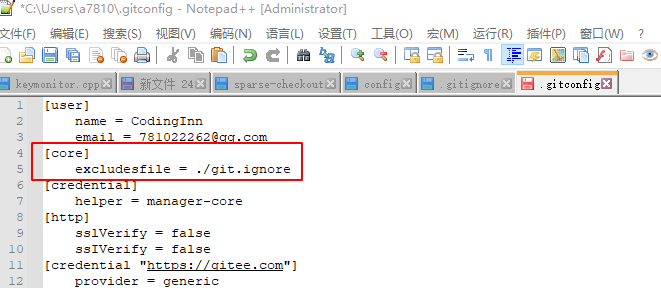 *C:\Users\a7810\.gitconfig - Notepad++ [Administrator]
文件(F) 编辑(E) 搜索(S) 视图(V) 编码(N) 语言(L) 设置(T) 工具(O) 宏(M) 运行(R) 插件(P) 窗口(W) ?
keymonitor.cpp 新文件 24 sparse-checkout config .gitignore .gitconfig
1 [user]
2 name = CodingInn
3 email = 781022262@qq.com
4 [core]
5 excludesfile = ./git.ignore
6 [credential]
7 helper = manager-core
8 [http]
9 sslVerify = false
10 ssIVerify = false
11 [credential "https://gitee.com"]
12 provider = generic